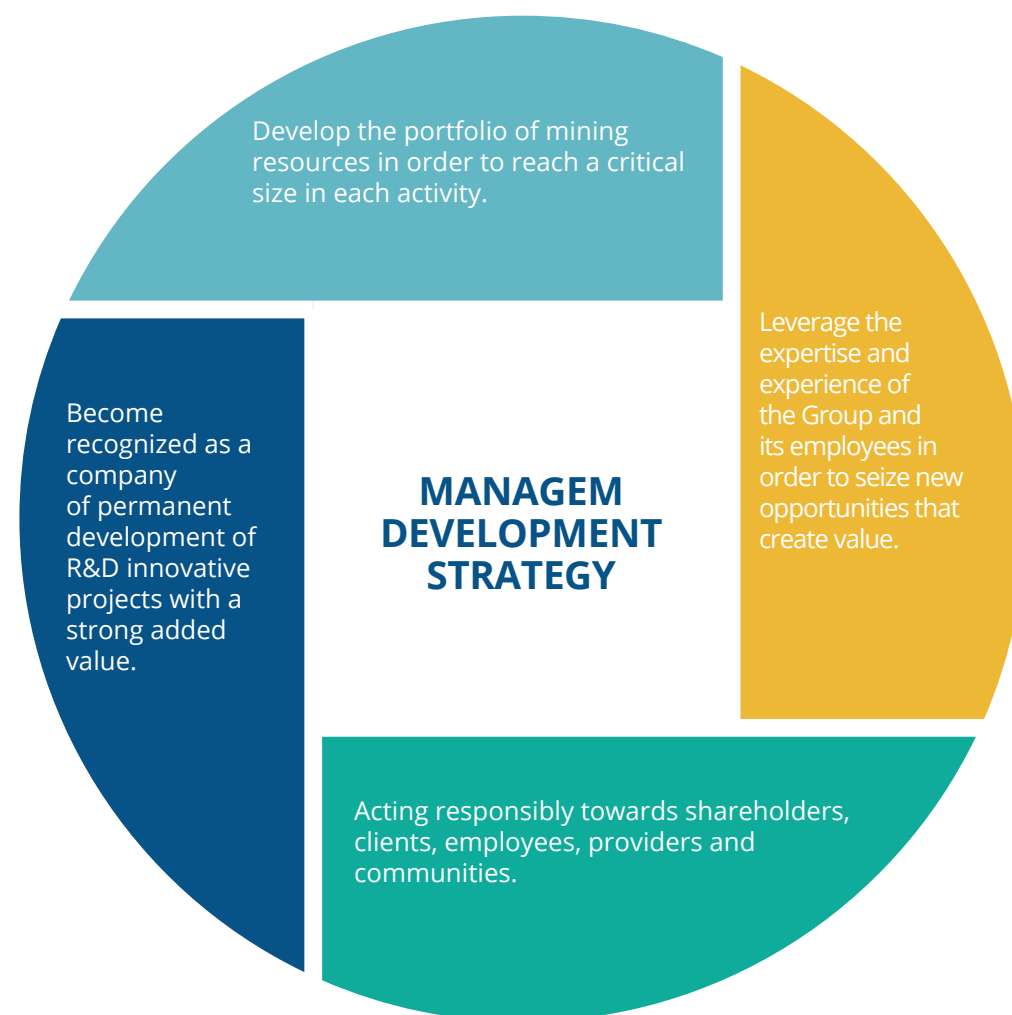 Develop the portfolio of mining
resources in order to reach a critical
size in each activity.
Leverage the
expertise and
experience of
the Group and
its employees in
order to seize new
opportunities that
create value.
Become
recognized as a
company
of permanent
development of
R&D innovative
projects with a
strong added
value.
MANAGEM
DEVELOPMENT
STRATEGY
Acting responsibly towards shareholders,
clients, employees, providers and
communities.